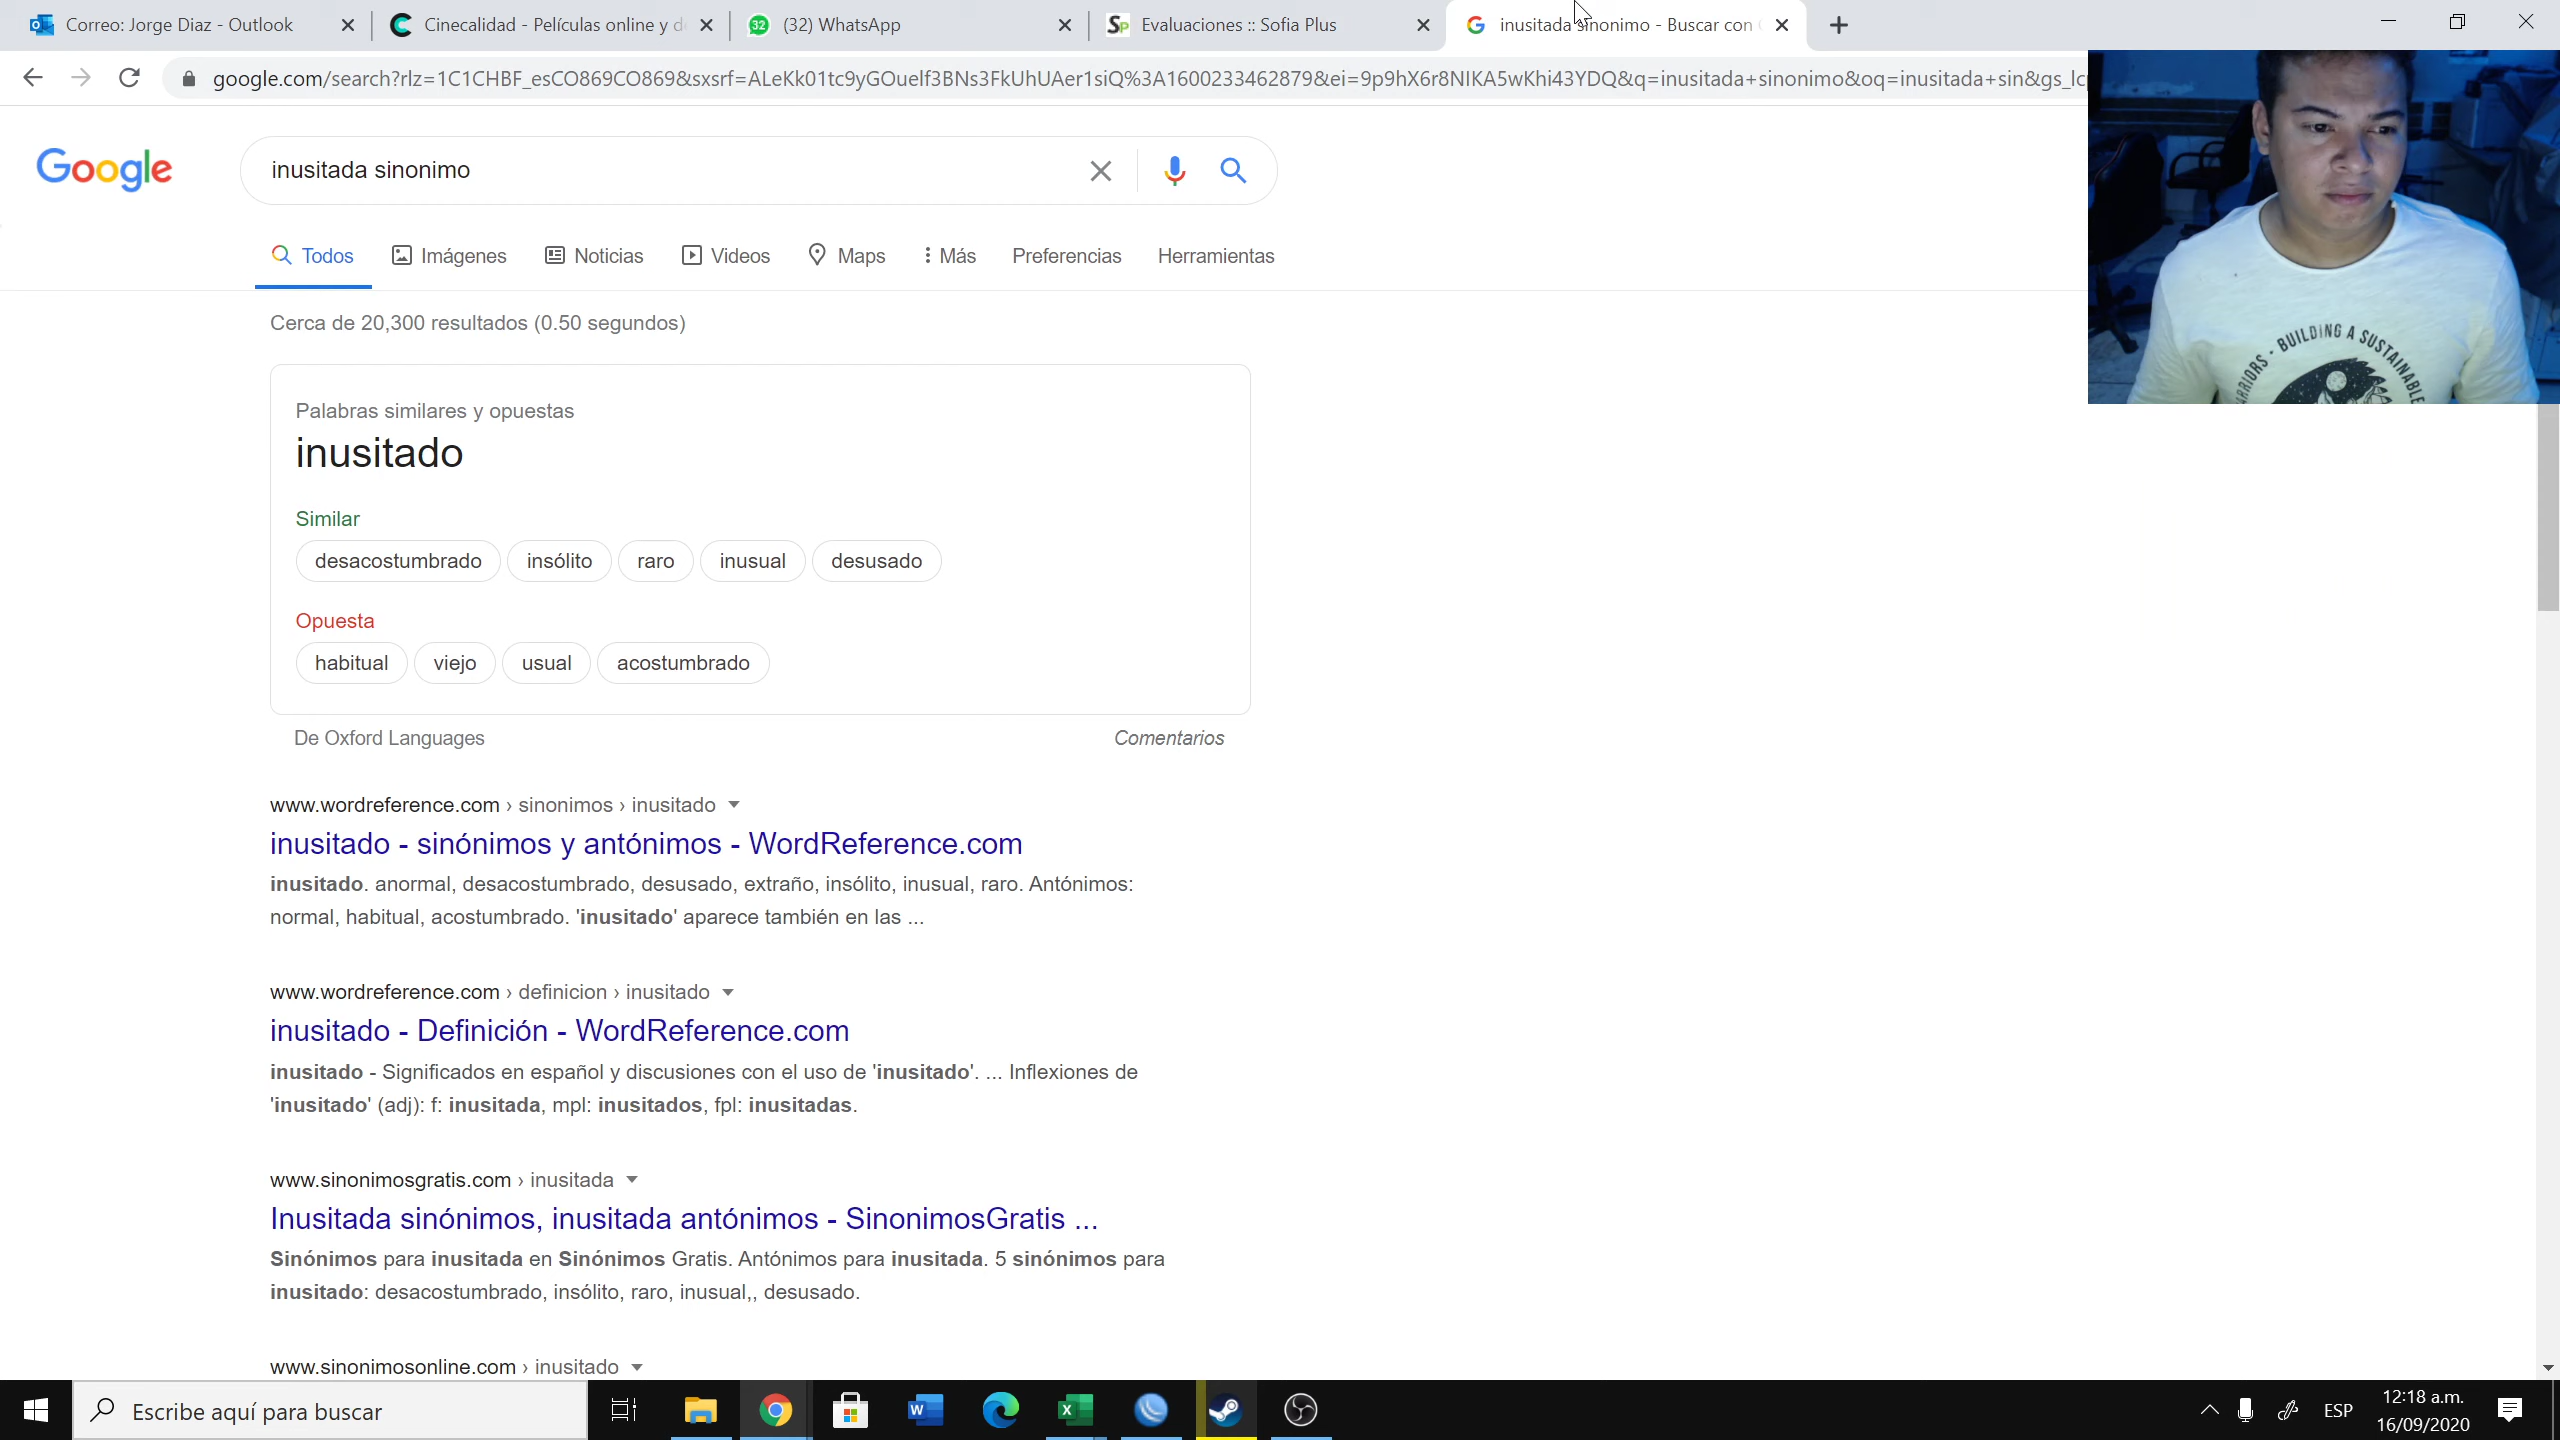 Correo: Jorge Diaz - Outlook
Cinecalidad - Películas online y de
(32) WhatsApp
Evaluaciones :: Sofia Plus
inusitada sinonimo - Buscar con
google.com/search?rlz=1C1CHBF_esCO869CO869&sxsrf=ALeKk01tc9yGOuelf3BNs3FkUhUAer1siQ%3A1600233462879&ei=9p9hX6r8NIKA5wKhi43YDQ&q=inusitada+sinonimo&oq=inusitada+sin&gs_lcp
Google
inusitada sinonimo
Todos Imágenes Noticias Videos Maps Más Preferencias Herramientas
Cerca de 20,300 resultados (0.50 segundos)
Palabras similares y opuestas
inusitado
Similar
desacostumbrado insólito raro inusual desusado
Opuesta
habitual viejo usual acostumbrado
De Oxford Languages Comentarios
www.wordreference.com › sinonimos › inusitado
inusitado - sinónimos y antónimos - WordReference.com
inusitado. anormal, desacostumbrado, desusado, extraño, insólito, inusual, raro. Antónimos:
normal, habitual, acostumbrado. 'inusitado' aparece también en las ...
www.wordreference.com › definicion › inusitado
inusitado - Definición - WordReference.com
inusitado - Significados en español y discusiones con el uso de 'inusitado'. ... Inflexiones de
'inusitado' (adj): f: inusitada, mpl: inusitados, fpl: inusitadas.
www.sinonimosgratis.com › inusitada
Inusitada sinónimos, inusitada antónimos - SinonimosGratis ...
Sinónimos para inusitada en Sinónimos Gratis. Antónimos para inusitada. 5 sinónimos para
inusitado: desacostumbrado, insólito, raro, inusual,, desusado.
www.sinonimosonline.com › inusitado
BUILDING A SUSTAINABLE
Escribe aquí para buscar
ESP
12:18 a.m.
16/09/2020